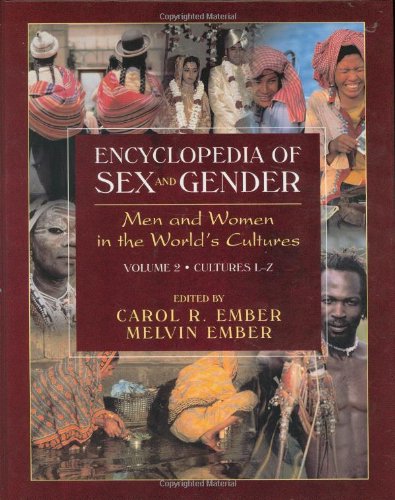 Copyrighted Material
ENCYCLOPEDIA OF
SEX AND GENDER
Men and Women
in the World's Cultures
VOLUME 2 • CULTURES L–Z
EDITED BY
CAROL R. EMBER
MELVIN EMBER
Copyrighted Material